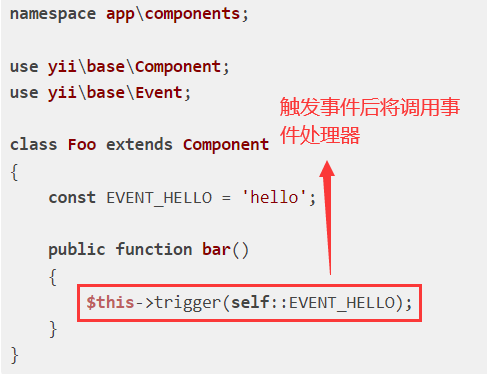 namespace app\components;
use yii\base\Component;
use yii\base\Event;
触发事件后将调用事
件处理器
class Foo extends Component
{
const EVENT_HELLO = 'hello';
public function bar()
{
$this->trigger(self::EVENT_HELLO);
}
}